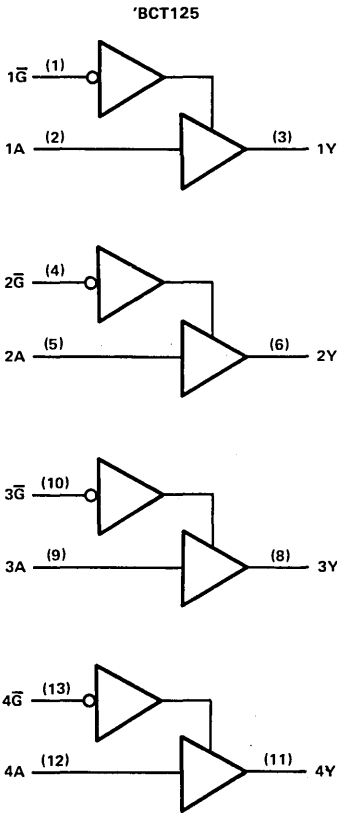 'BCT125
1G̅ (1)
1A (2) (3) 1Y
2G̅ (4)
2A (5) (6) 2Y
3G̅ (10)
3A (9) (8) 3Y
4G̅ (13)
4A (12) (11) 4Y